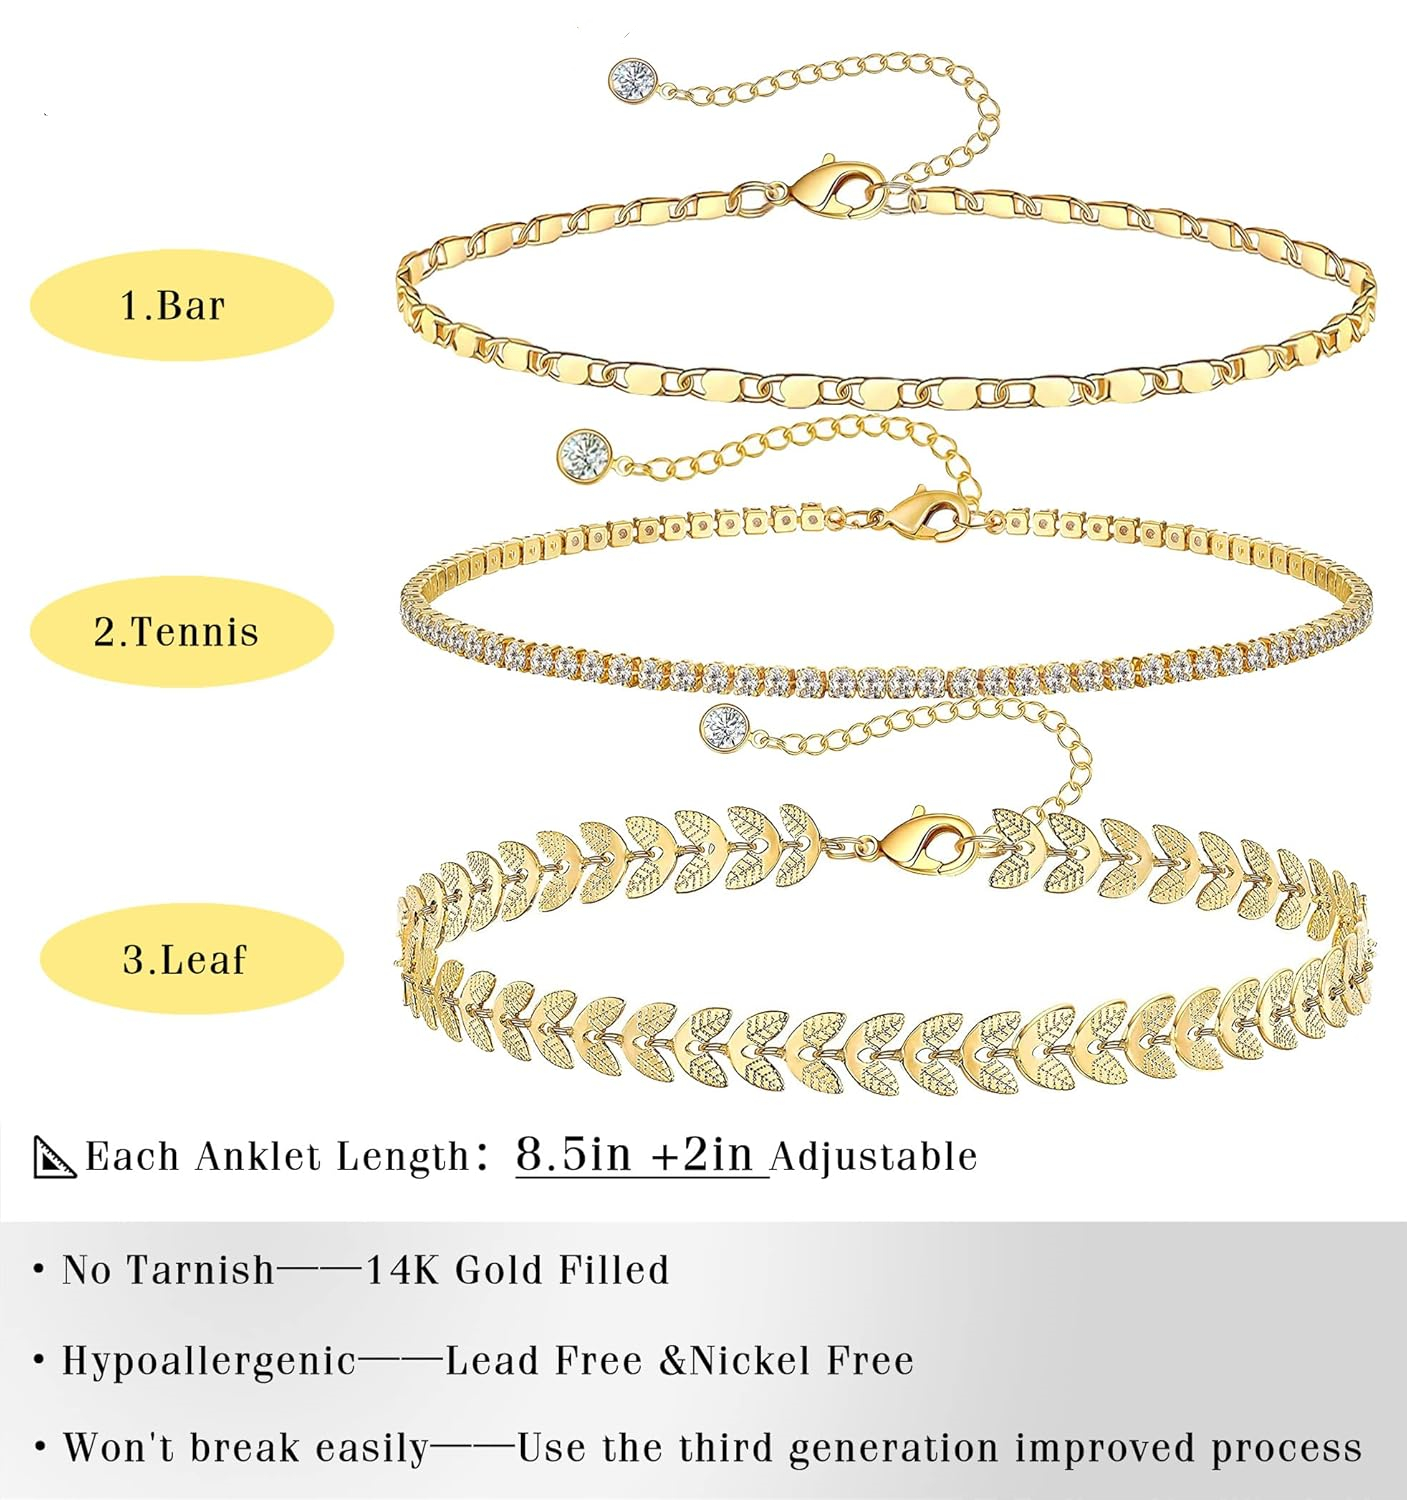 1.Bar
2.Tennis
3.Leaf
Each Anklet Length: 8.5in +2in Adjustable
• No Tarnish——14K Gold Filled
• Hypoallergenic——Lead Free &Nickel Free
• Won't break easily——Use the third generation improved process